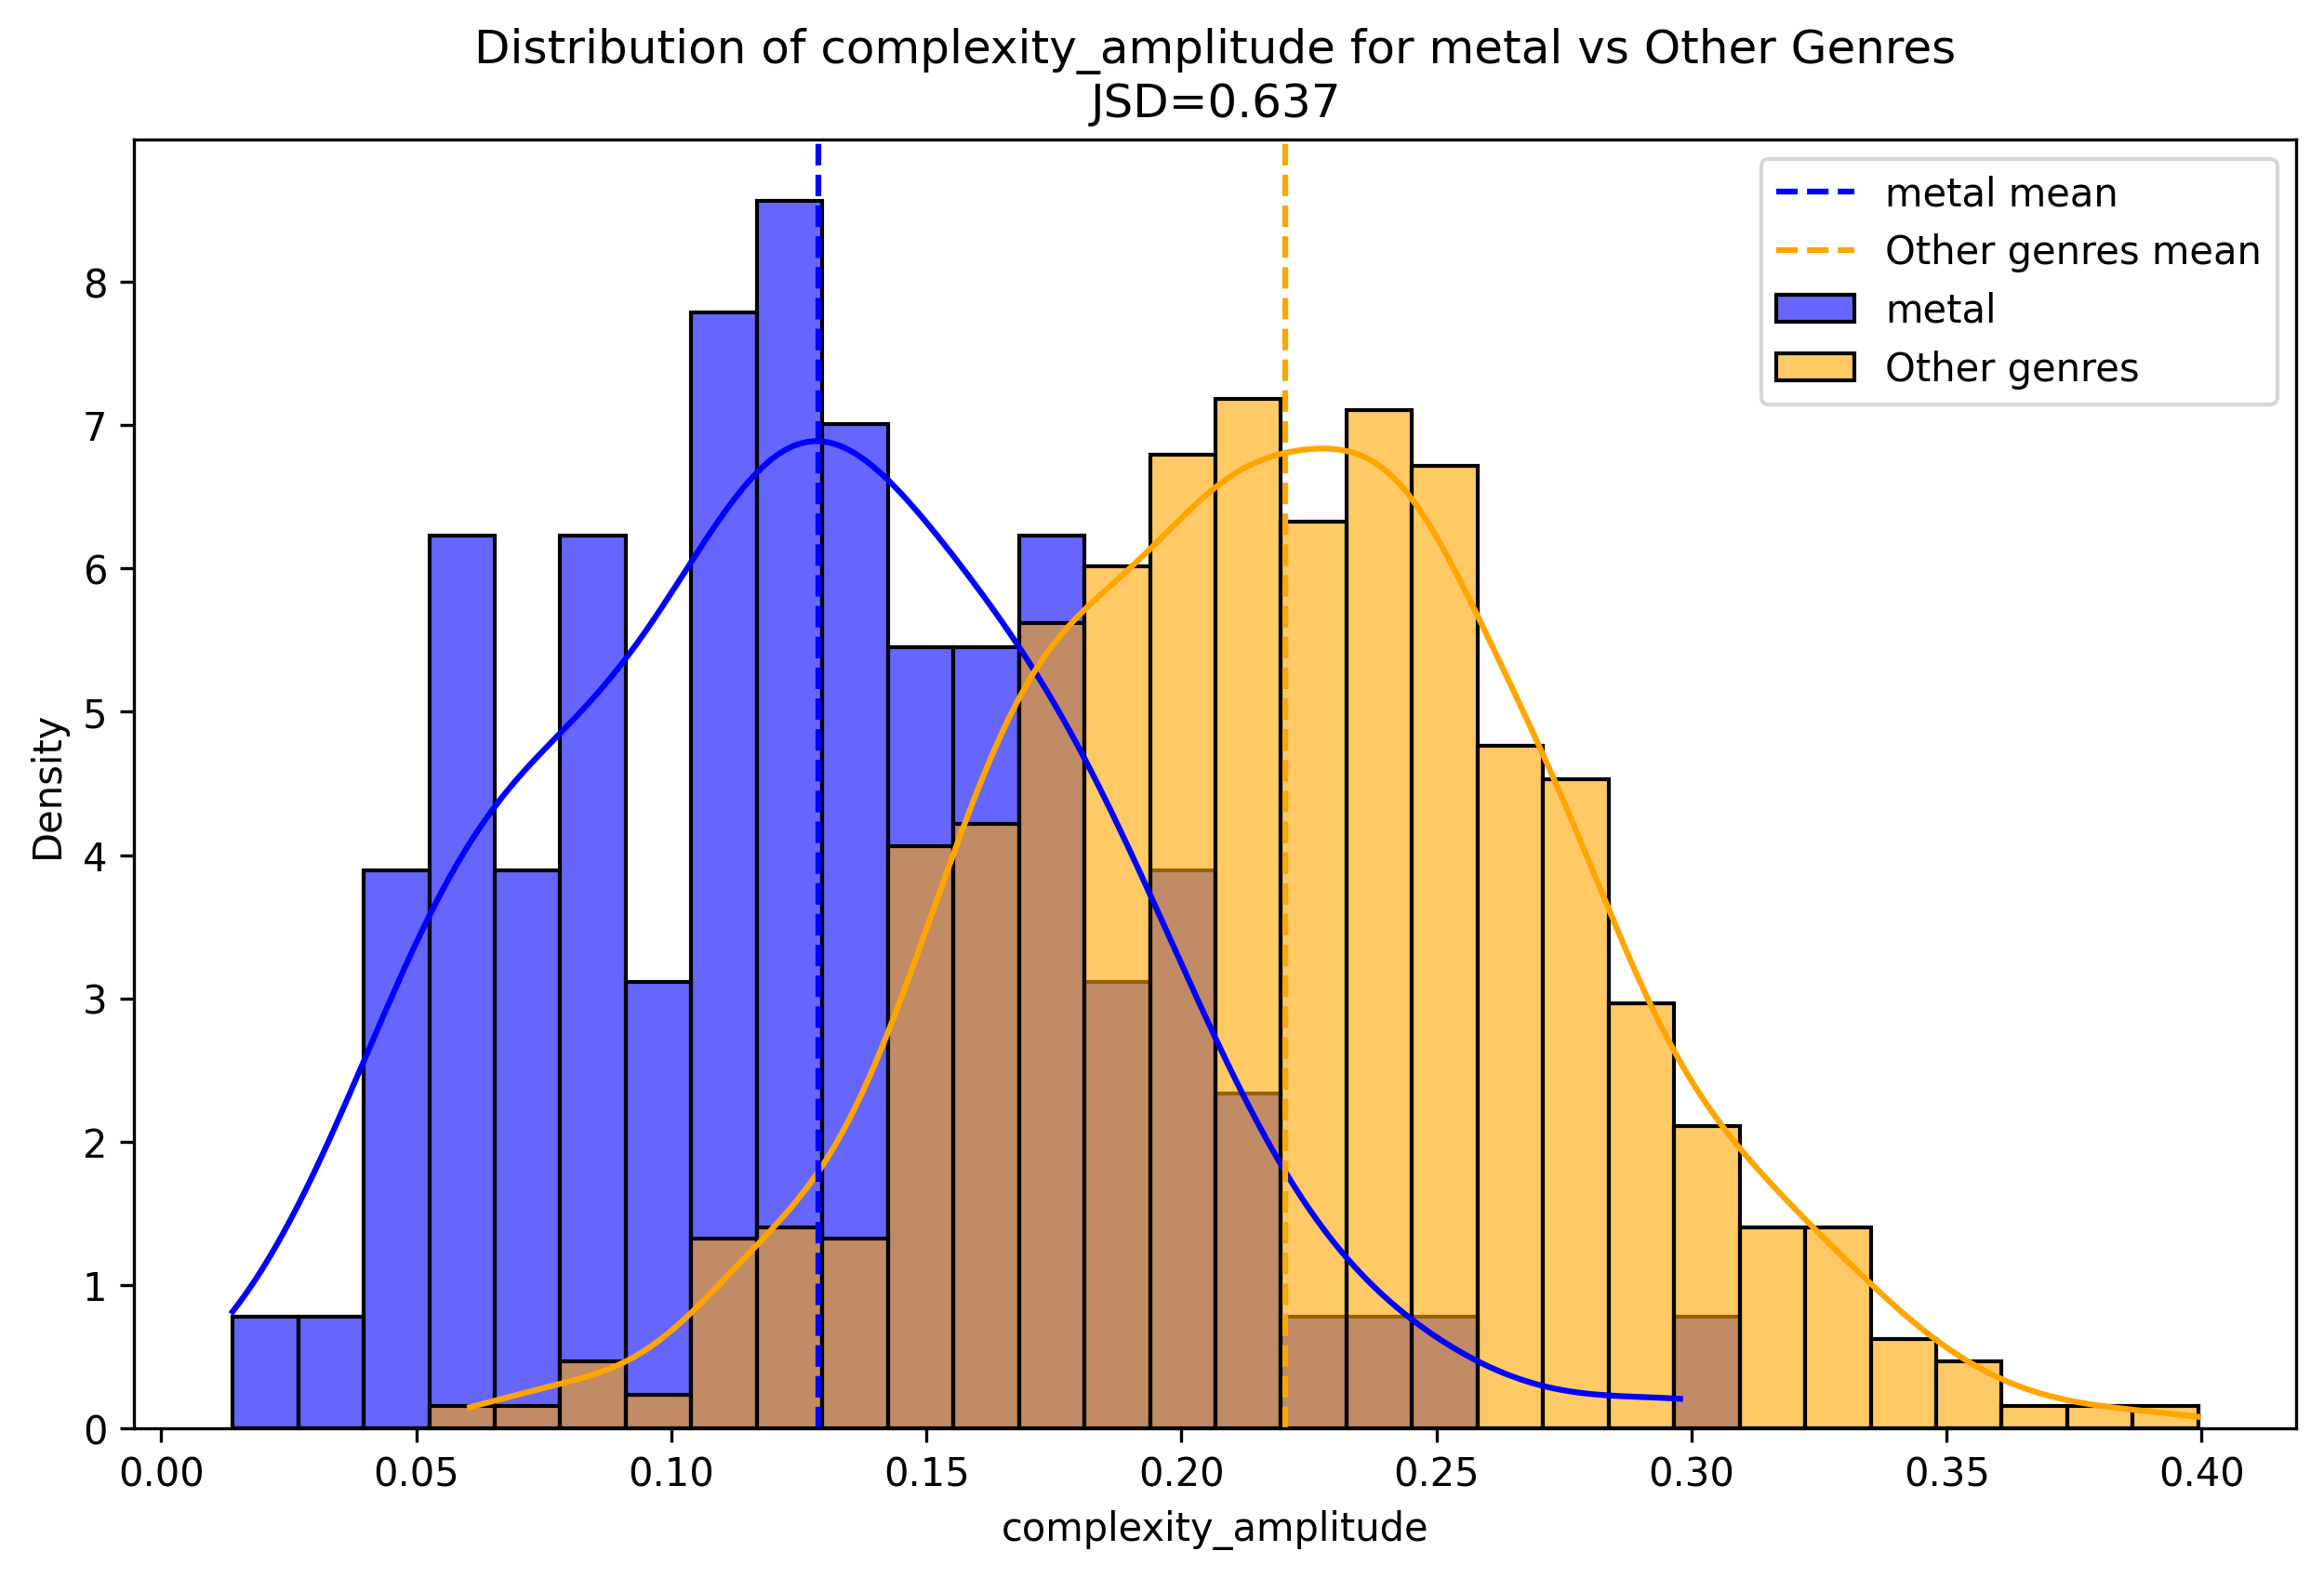 Distribution of complexity_amplitude for metal vs Other Genres
JSD=0.637
metal mean
Other genres mean
metal
Other genres
Density
8
7
6
5
4
3
2
1
0
0.00 0.05 0.10 0.15 0.20 0.25 0.30 0.35 0.40
complexity_amplitude